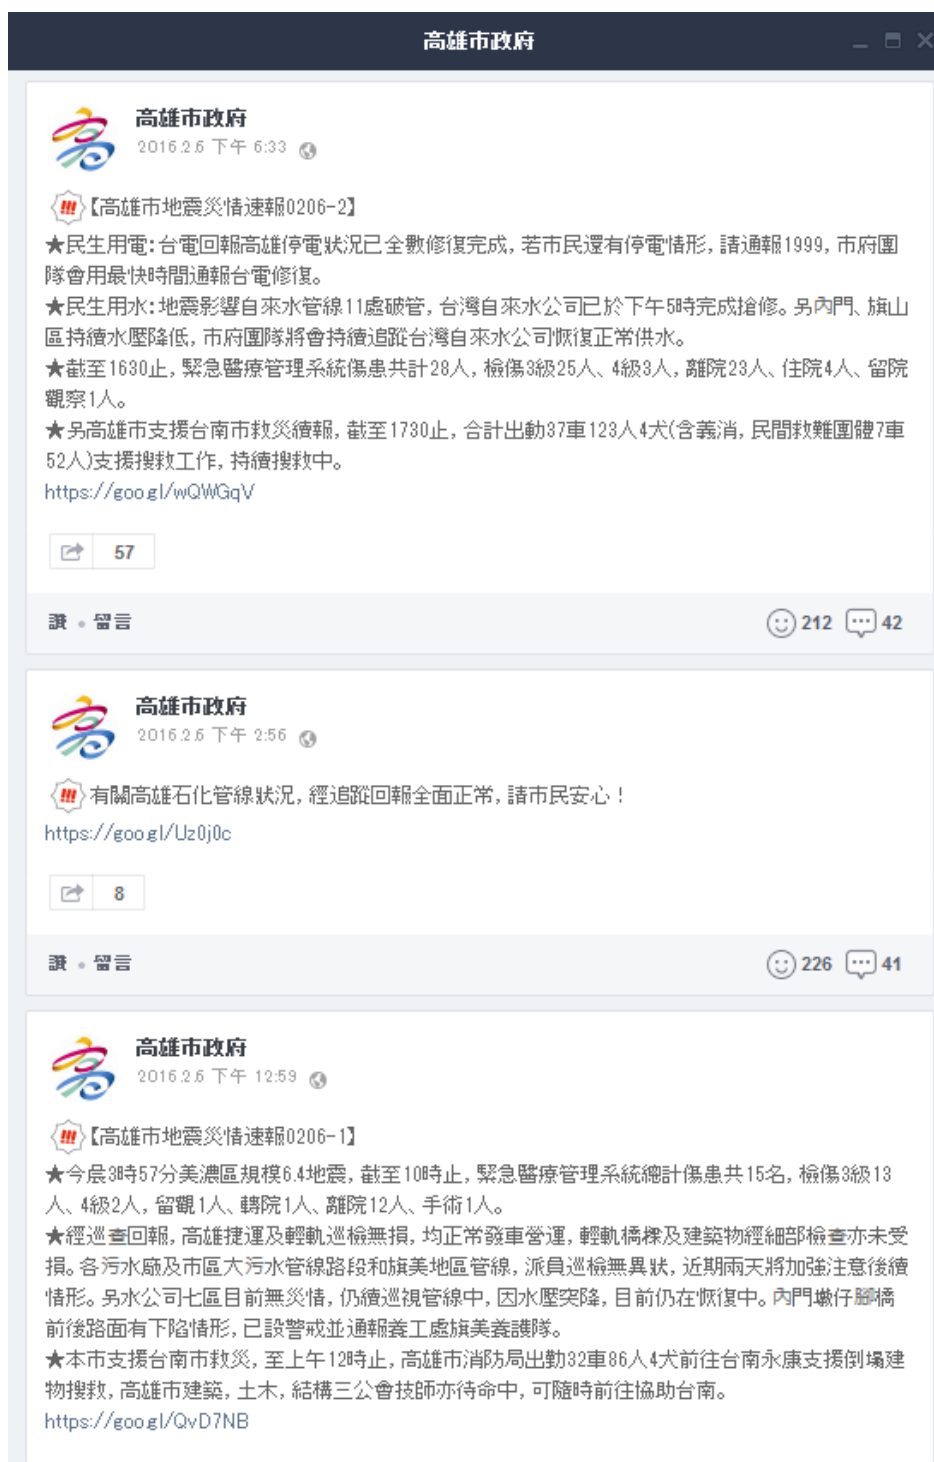 高雄市政府
高雄市政府
2016.2.6 下午 6:33
!!!【高雄市地震災情速報0206-2】
★民生用電：台電回報高雄停電狀況已全數修復完成，若市民還有停電情形，請通報1999，市府團
隊會用最快時間通報台電修復。
★民生用水：地震影響自來水管線11處破管，台灣自來水公司已於下午5時完成搶修。另內門、旗山
區持續水壓降低，市府團隊將會持續追蹤台灣自來水公司恢復正常供水。
★截至1630止，緊急醫療管理系統傷患共計28人，檢傷3級25人、4級3人，離院23人、住院4人、留院
觀察1人。
★另高雄市支援台南市救災續報，截至1730止，合計出動37車123人4犬(含義消，民間救難團體7車
52人)支援搜救工作，持續搜救中。
https://goo.gl/wQWGqV
57
讚 • 留言 212 42
高雄市政府
2016.2.6 下午 2:56
!!!有關高雄石化管線狀況，經追蹤回報全面正常，請市民安心！
https://goo.gl/Uz0j0c
8
讚 • 留言 226 41
高雄市政府
2016.2.6 下午 12:59
!!!【高雄市地震災情速報0206-1】
★今晨3時57分美濃區規模6.4地震，截至10時止，緊急醫療管理系統總計傷患共15名，檢傷3級13
人、4級2人，留觀1人、轉院1人、離院12人、手術1人。
★經巡查回報，高雄捷運及輕軌巡檢無損，均正常發車營運，輕軌橋樑及建築物經細部檢查亦未受
損。各污水廠及市區大污水管線路段和旗美地區管線，派員巡檢無異狀，近期兩天將加強注意後續
情形。另水公司七區目前無災情，仍續巡視管線中，因水壓突降，目前仍在恢復中。內門墘仔腳橋
前後路面有下陷情形，已設警戒並通報養工處旗美養護隊。
★本市支援台南市救災，至上午12時止，高雄市消防局出動32車86人4犬前往台南永康支援倒塌建
物搜救，高雄市建築，土木，結構三公會技師亦待命中，可隨時前往協助台南。
https://goo.gl/QvD7NB